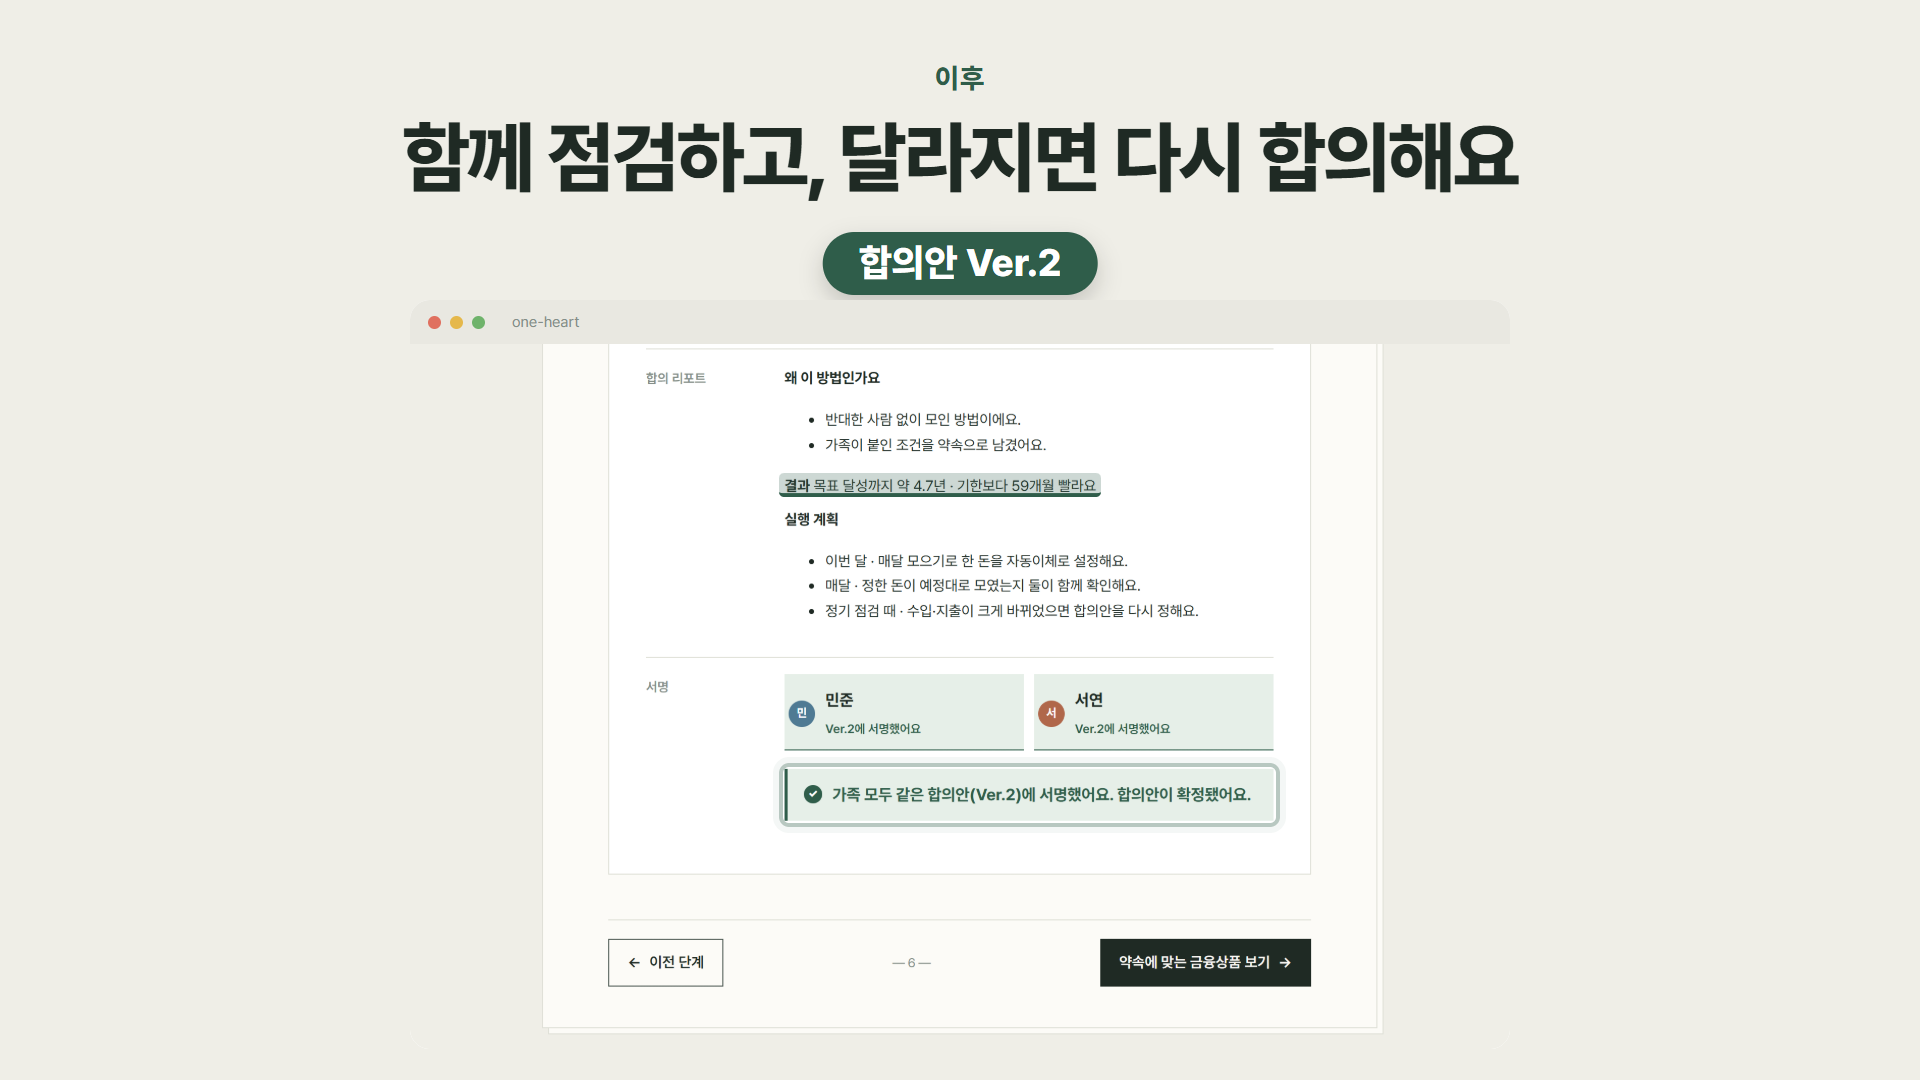 이후
함께 점검하고, 달라지면 다시 합의해요
합의안 Ver.2
one-heart
합의 리포트
왜 이 방법인가요
반대한 사람 없이 모인 방법이에요.
가족이 붙인 조건을 약속으로 남겼어요.
결과 목표 달성까지 약 4.7년 · 기한보다 59개월 빨라요
실행 계획
이번 달 · 매달 모으기로 한 돈을 자동이체로 설정해요.
매달 · 정한 돈이 예정대로 모였는지 둘이 함께 확인해요.
정기 점검 때 · 수입·지출이 크게 바뀌었으면 합의안을 다시 정해요.
서명
민
민준
Ver.2에 서명했어요
서
서연
Ver.2에 서명했어요
가족 모두 같은 합의안(Ver.2)에 서명했어요. 합의안이 확정됐어요.
← 이전 단계
— 6 —
약속에 맞는 금융상품 보기 →